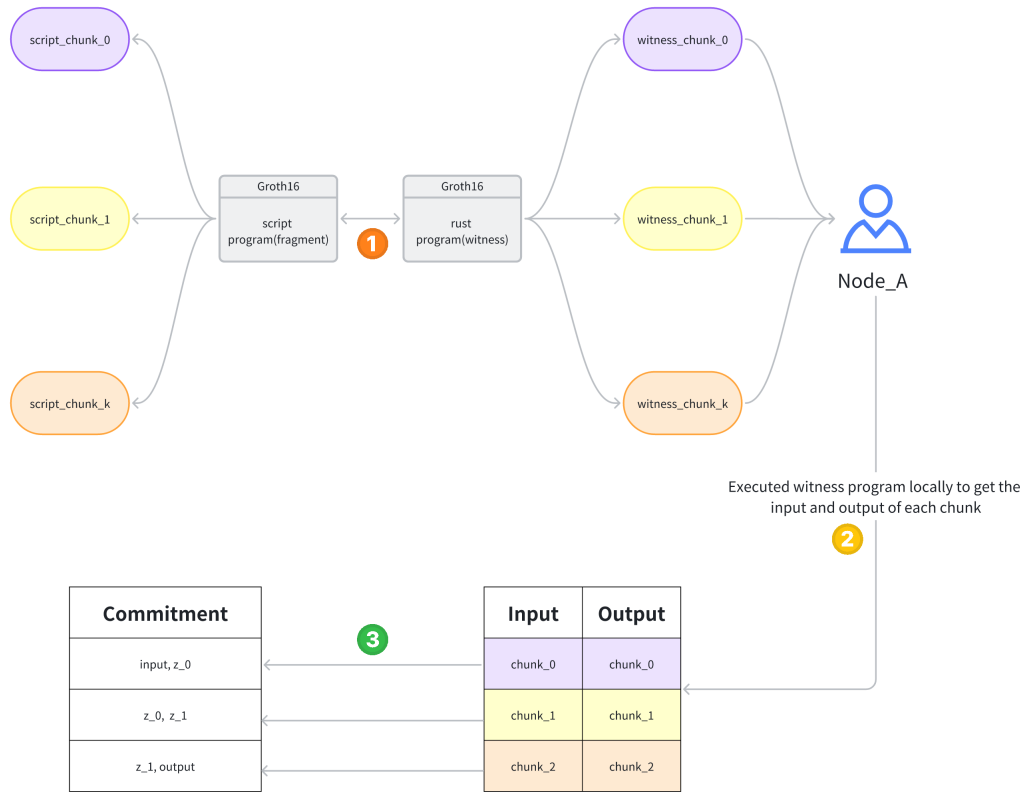 script_chunk_0
witness_chunk_0
Groth16
script
program(fragment)
Groth16
rust
program(witness)
script_chunk_1
witness_chunk_1
1
Node_A
script_chunk_k
witness_chunk_k
Executed witness program locally to get the
input and output of each chunk
2
Commitment
input, z_0
z_0, z_1
z_1, output
3
Input Output
chunk_0 chunk_0
chunk_1 chunk_1
chunk_2 chunk_2